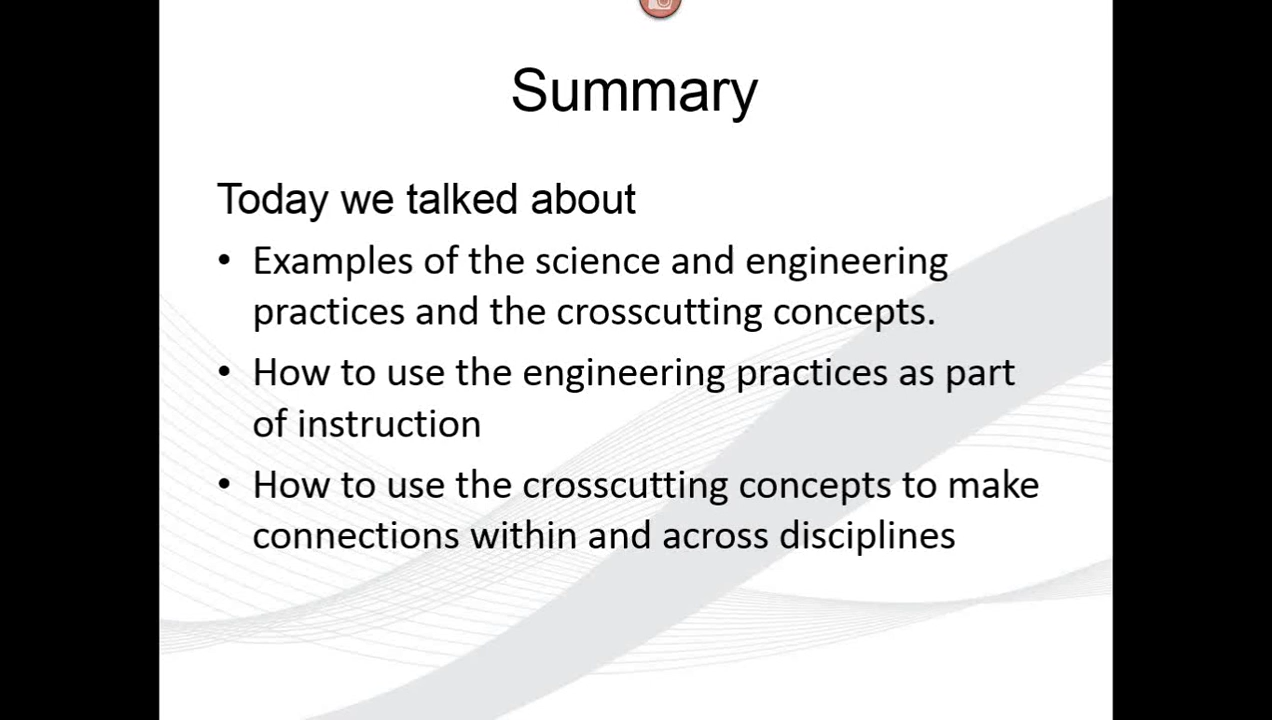 Summary
Today we talked about
• Examples of the science and engineering
practices and the crosscutting concepts.
• How to use the engineering practices as part
of instruction
• How to use the crosscutting concepts to make
connections within and across disciplines